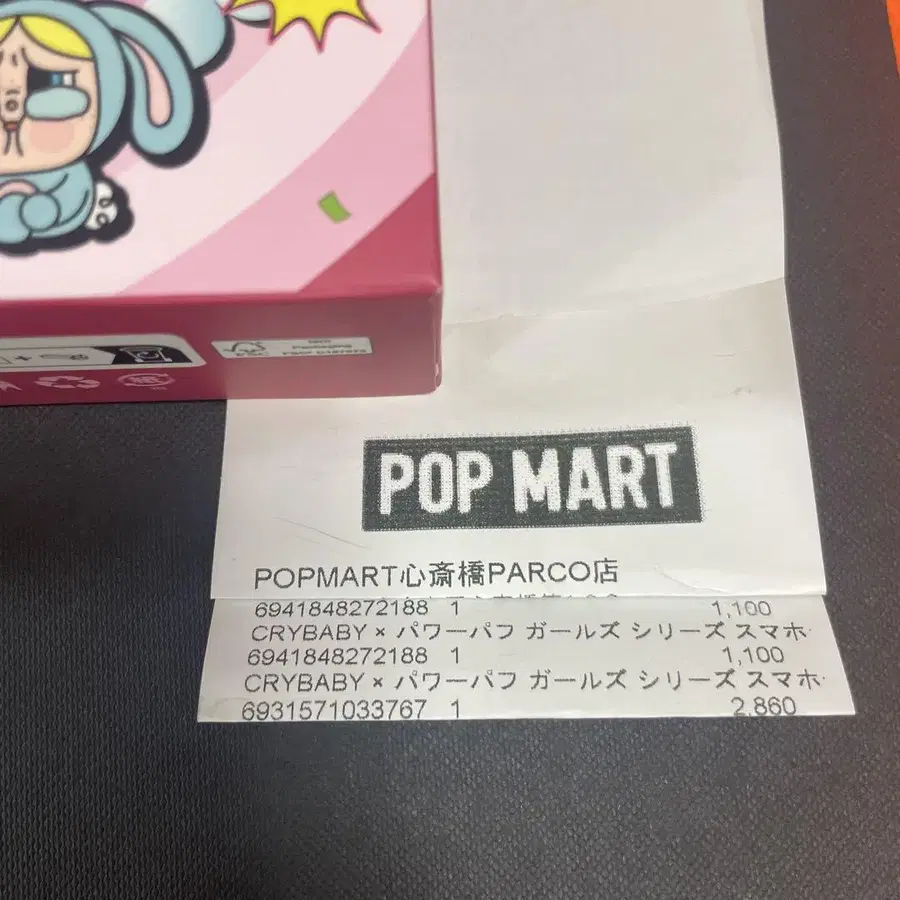 POP MART
POPMART心斎橋PARCO店
6941848272188 1 1,100
CRYBABY × パワーパフ ガールズ シリーズ スマホ
6941848272188 1 1,100
CRYBABY × パワーパフ ガールズ シリーズ スマホ
6931571033767 1 2,860